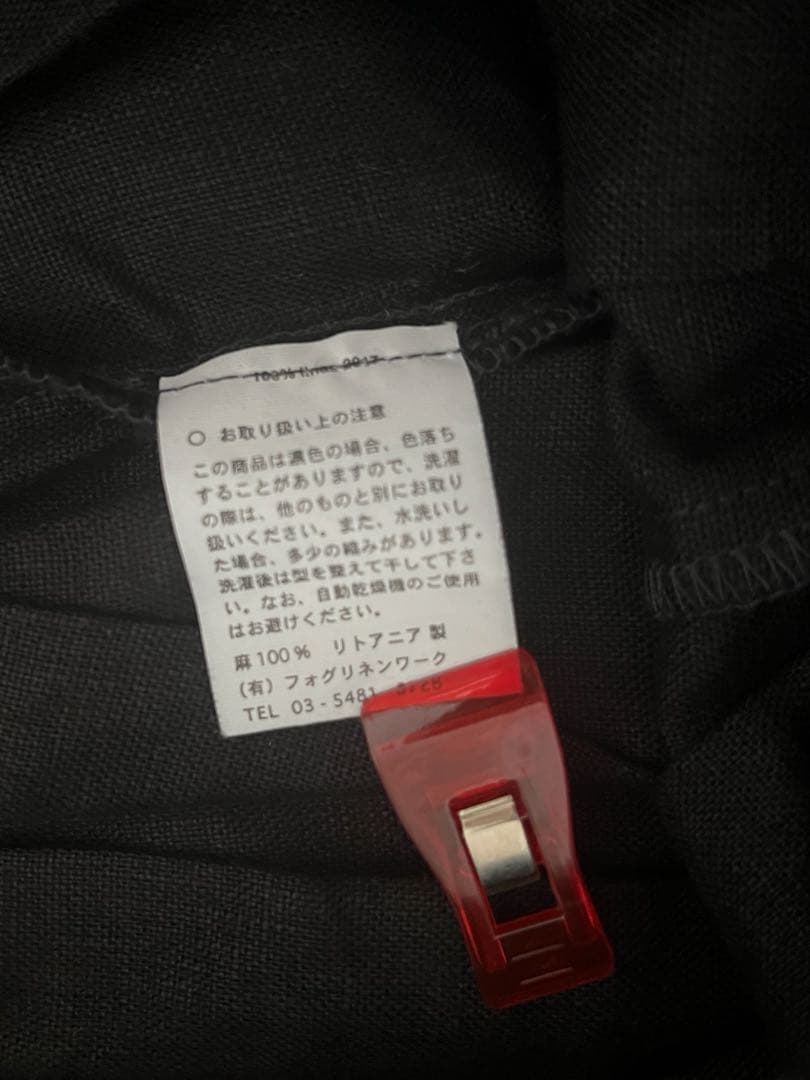 100% linas 2017
○ お取り扱い上の注意
この商品は濃色の場合、色落ち
することがありますので、洗濯
の際は、他のものと別にお取り
扱いください。また、水洗いし
た場合、多少の縮みがあります。
洗濯後は型を整えて干して下さ
い。なお、自動乾燥機のご使用
はお避けください。
麻100％ リトアニア製
(有) フォグリネンワーク
TEL 03-5481